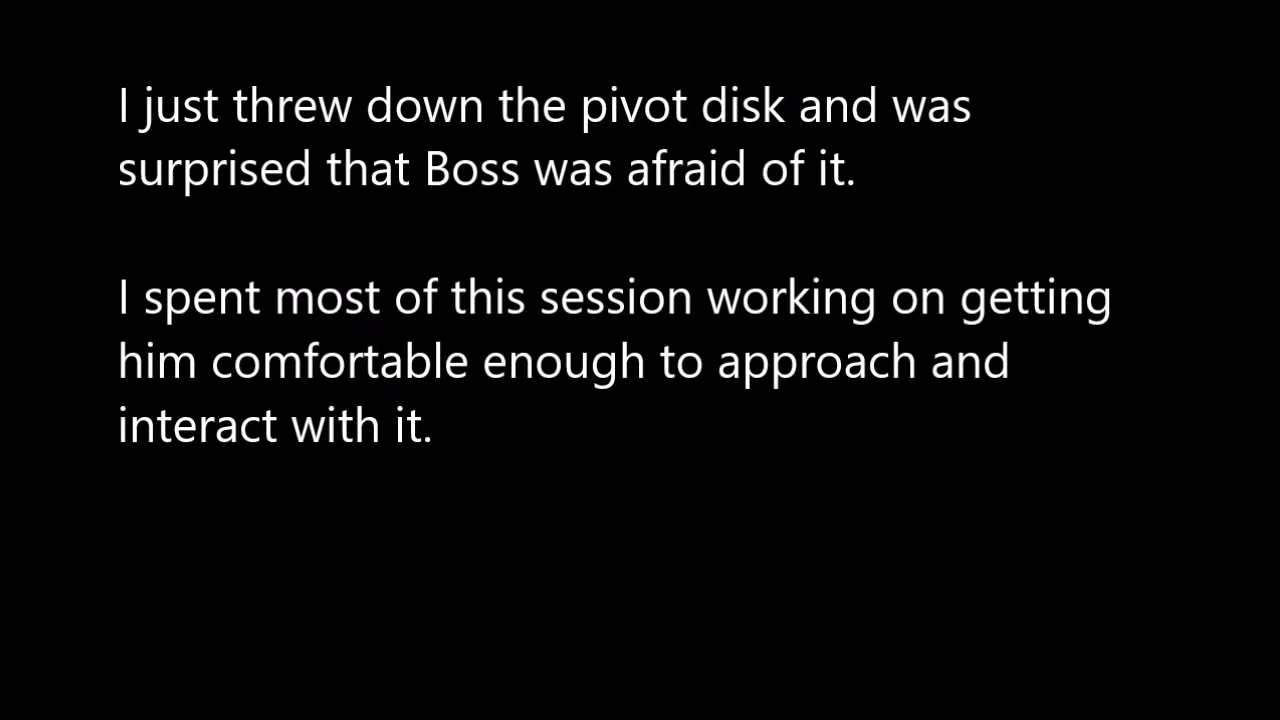 I just threw down the pivot disk and was
surprised that Boss was afraid of it.
I spent most of this session working on getting
him comfortable enough to approach and
interact with it.